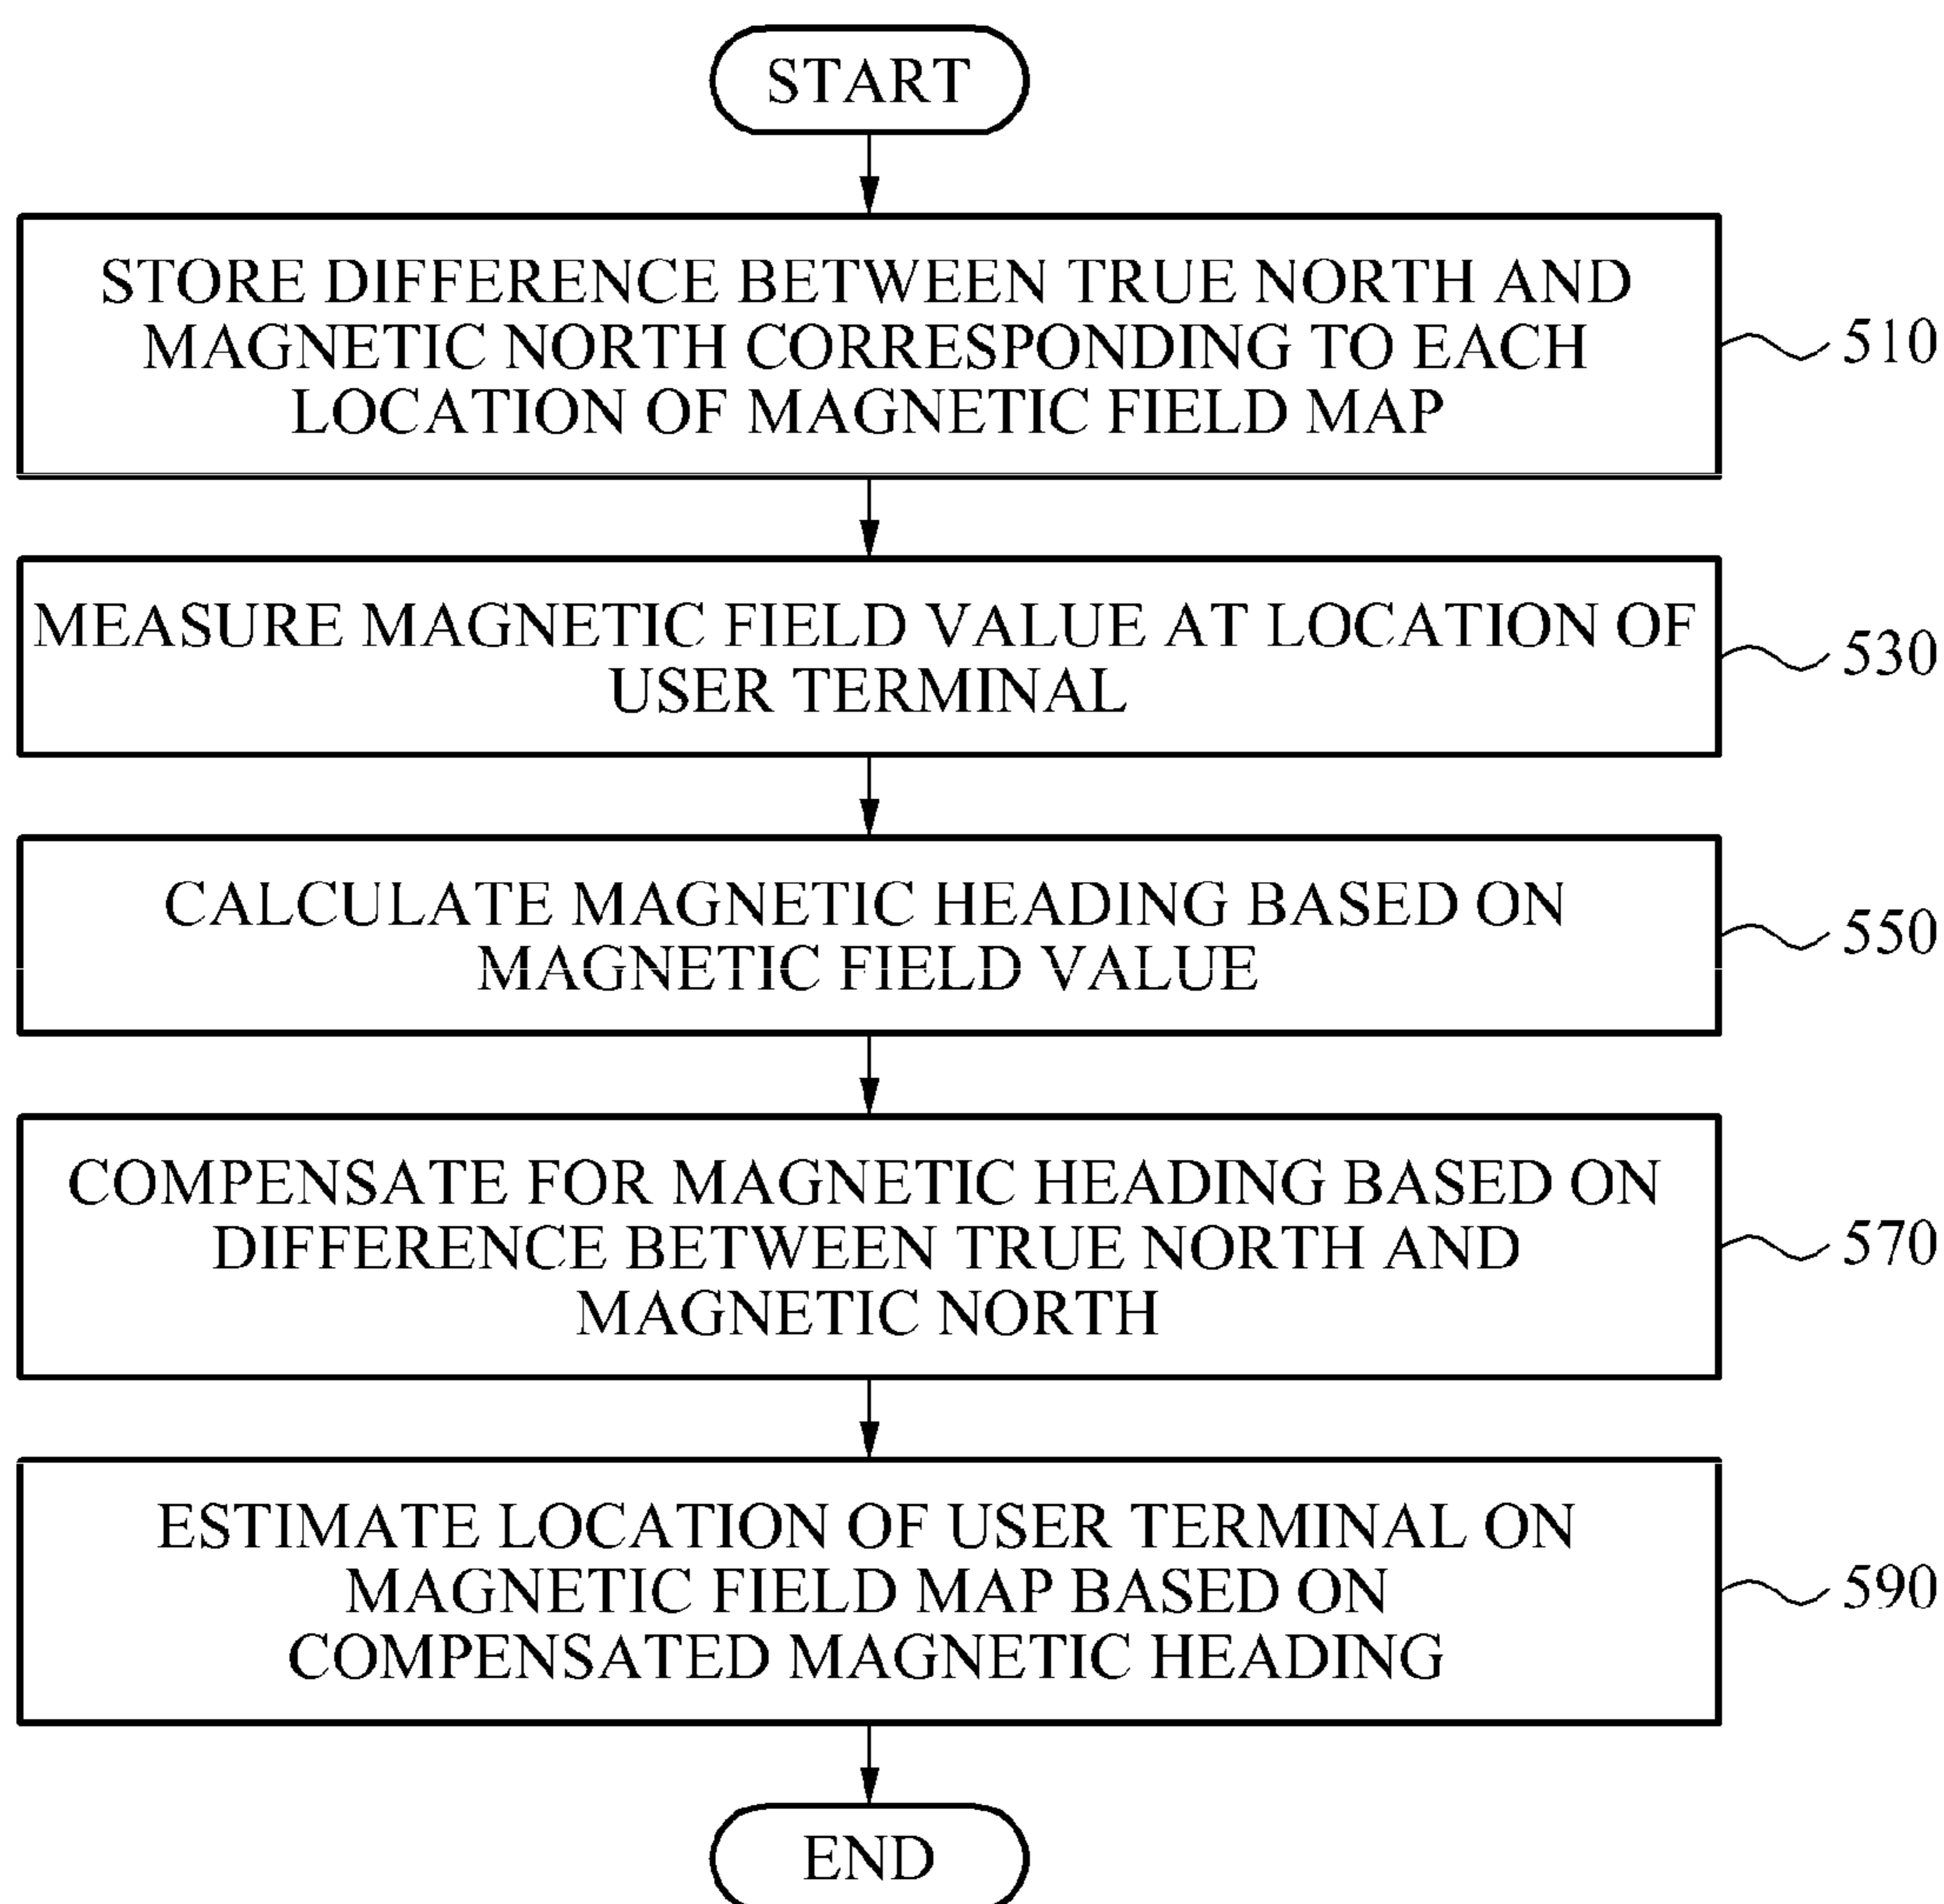 START
STORE DIFFERENCE BETWEEN TRUE NORTH AND
MAGNETIC NORTH CORRESPONDING TO EACH
LOCATION OF MAGNETIC FIELD MAP
510
MEASURE MAGNETIC FIELD VALUE AT LOCATION OF
USER TERMINAL
530
CALCULATE MAGNETIC HEADING BASED ON
MAGNETIC FIELD VALUE
550
COMPENSATE FOR MAGNETIC HEADING BASED ON
DIFFERENCE BETWEEN TRUE NORTH AND
MAGNETIC NORTH
570
ESTIMATE LOCATION OF USER TERMINAL ON
MAGNETIC FIELD MAP BASED ON
COMPENSATED MAGNETIC HEADING
590
END